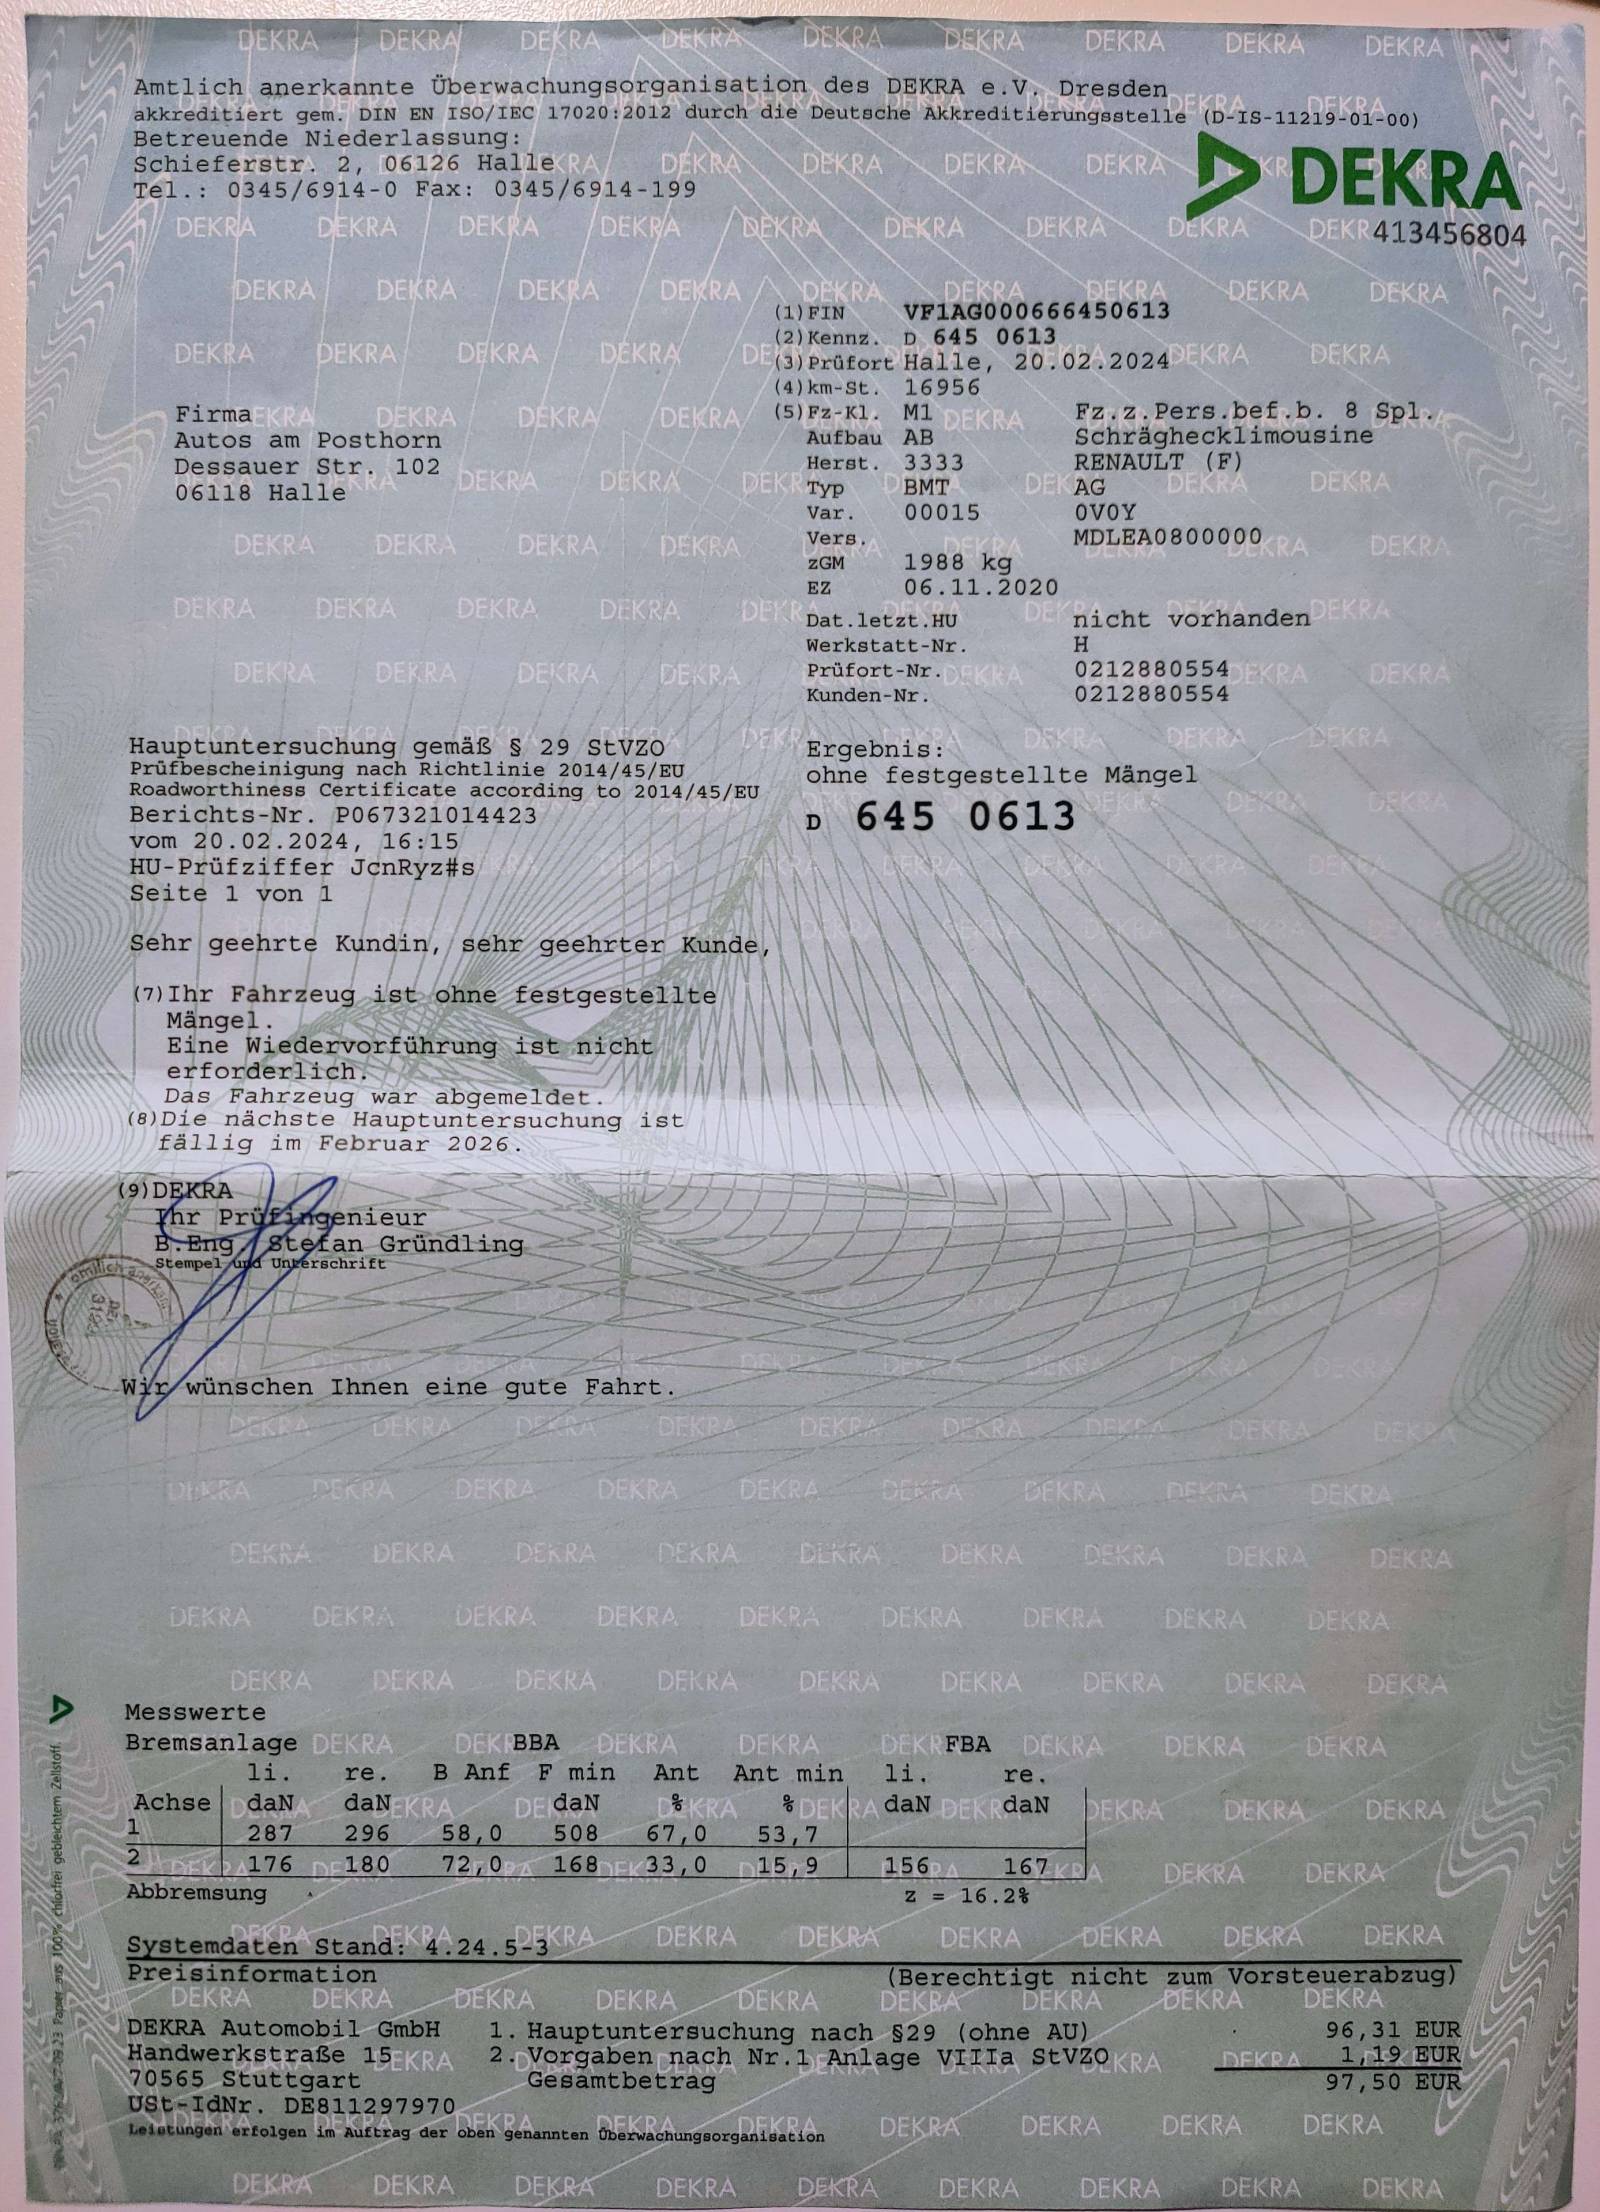 Amtlich anerkannte Überwachungsorganisation des DEKRA e.V. Dresden
akkreditiert gem. DIN EN ISO/IEC 17020:2012 durch die Deutsche Akkreditierungsstelle (D-IS-11219-01-00)
Betreuende Niederlassung:
Schieferstr. 2, 06126 Halle
Tel.: 0345/6914-0 Fax: 0345/6914-199
DEKRA
413456804
(1)FIN VF1AG000666450613
(2)Kennz. D 645 0613
(3)Prüfort Halle, 20.02.2024
(4)km-St. 16956
(5)Fz-Kl. M1 Fz.z.Pers.bef.b. 8 Spl.
Aufbau AB Schräghecklimousine
Herst. 3333 RENAULT (F)
Typ BMT AG
Var. 00015 0V0Y
Vers. MDLEA0800000
zGM 1988 kg
EZ 06.11.2020
Dat.letzt.HU nicht vorhanden
Werkstatt-Nr. H
Prüfort-Nr. 0212880554
Kunden-Nr. 0212880554
Firma
Autos am Posthorn
Dessauer Str. 102
06118 Halle
Hauptuntersuchung gemäß § 29 StVZO
Prüfbescheinigung nach Richtlinie 2014/45/EU
Roadworthiness Certificate according to 2014/45/EU
Berichts-Nr. P067321014423
vom 20.02.2024, 16:15
HU-Prüfziffer JcnRyz#s
Seite 1 von 1
Ergebnis:
ohne festgestellte Mängel
D 645 0613
Sehr geehrte Kundin, sehr geehrter Kunde,
(7)Ihr Fahrzeug ist ohne festgestellte
Mängel.
Eine Wiedervorführung ist nicht
erforderlich.
Das Fahrzeug war abgemeldet.
(8)Die nächste Hauptuntersuchung ist
fällig im Februar 2026.
(9)DEKRA
Ihr Prüfingenieur
B.Eng. Stefan Gründling
Stempel und Unterschrift
Wir wünschen Ihnen eine gute Fahrt.
Messwerte
Bremsanlage BBA FBA
li. re. B Anf F min Ant Ant min li. re.
Achse daN daN daN % % daN daN
1 287 296 58,0 508 67,0 53,7
2 176 180 72,0 168 33,0 15,9 156 167
Abbremsung z = 16.2%
Systemdaten Stand: 4.24.5-3
Preisinformation (Berechtigt nicht zum Vorsteuerabzug)
DEKRA Automobil GmbH 1. Hauptuntersuchung nach §29 (ohne AU) 96,31 EUR
Handwerkstraße 15 2. Vorgaben nach Nr.1 Anlage VIIIa StVZO 1,19 EUR
70565 Stuttgart Gesamtbetrag 97,50 EUR
USt-IdNr. DE811297970
Leistungen erfolgen im Auftrag der oben genannten Überwachungsorganisation
Papier aus 100% chlorfrei gebleichtem Zellstoff.